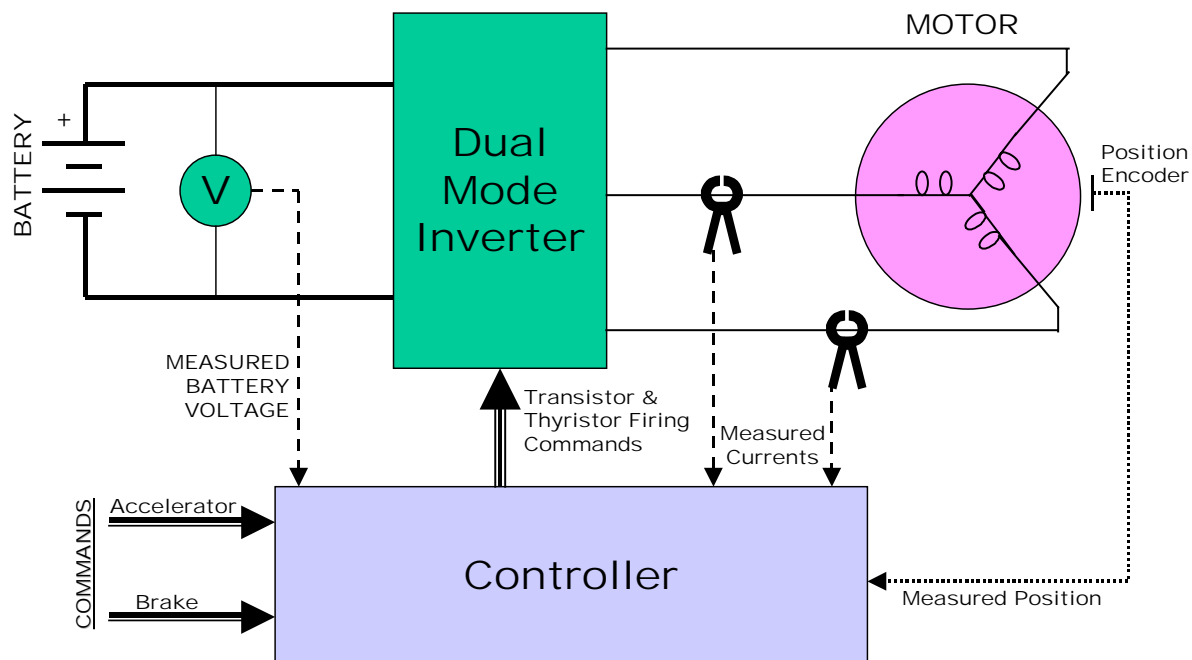 MOTOR
+
BATTERY
V
Dual
Mode
Inverter
Position
Encoder
MEASURED
BATTERY
VOLTAGE
Transistor &
Thyristor Firing
Commands
Measured
Currents
COMMANDS
Accelerator
Brake
Controller
Measured Position